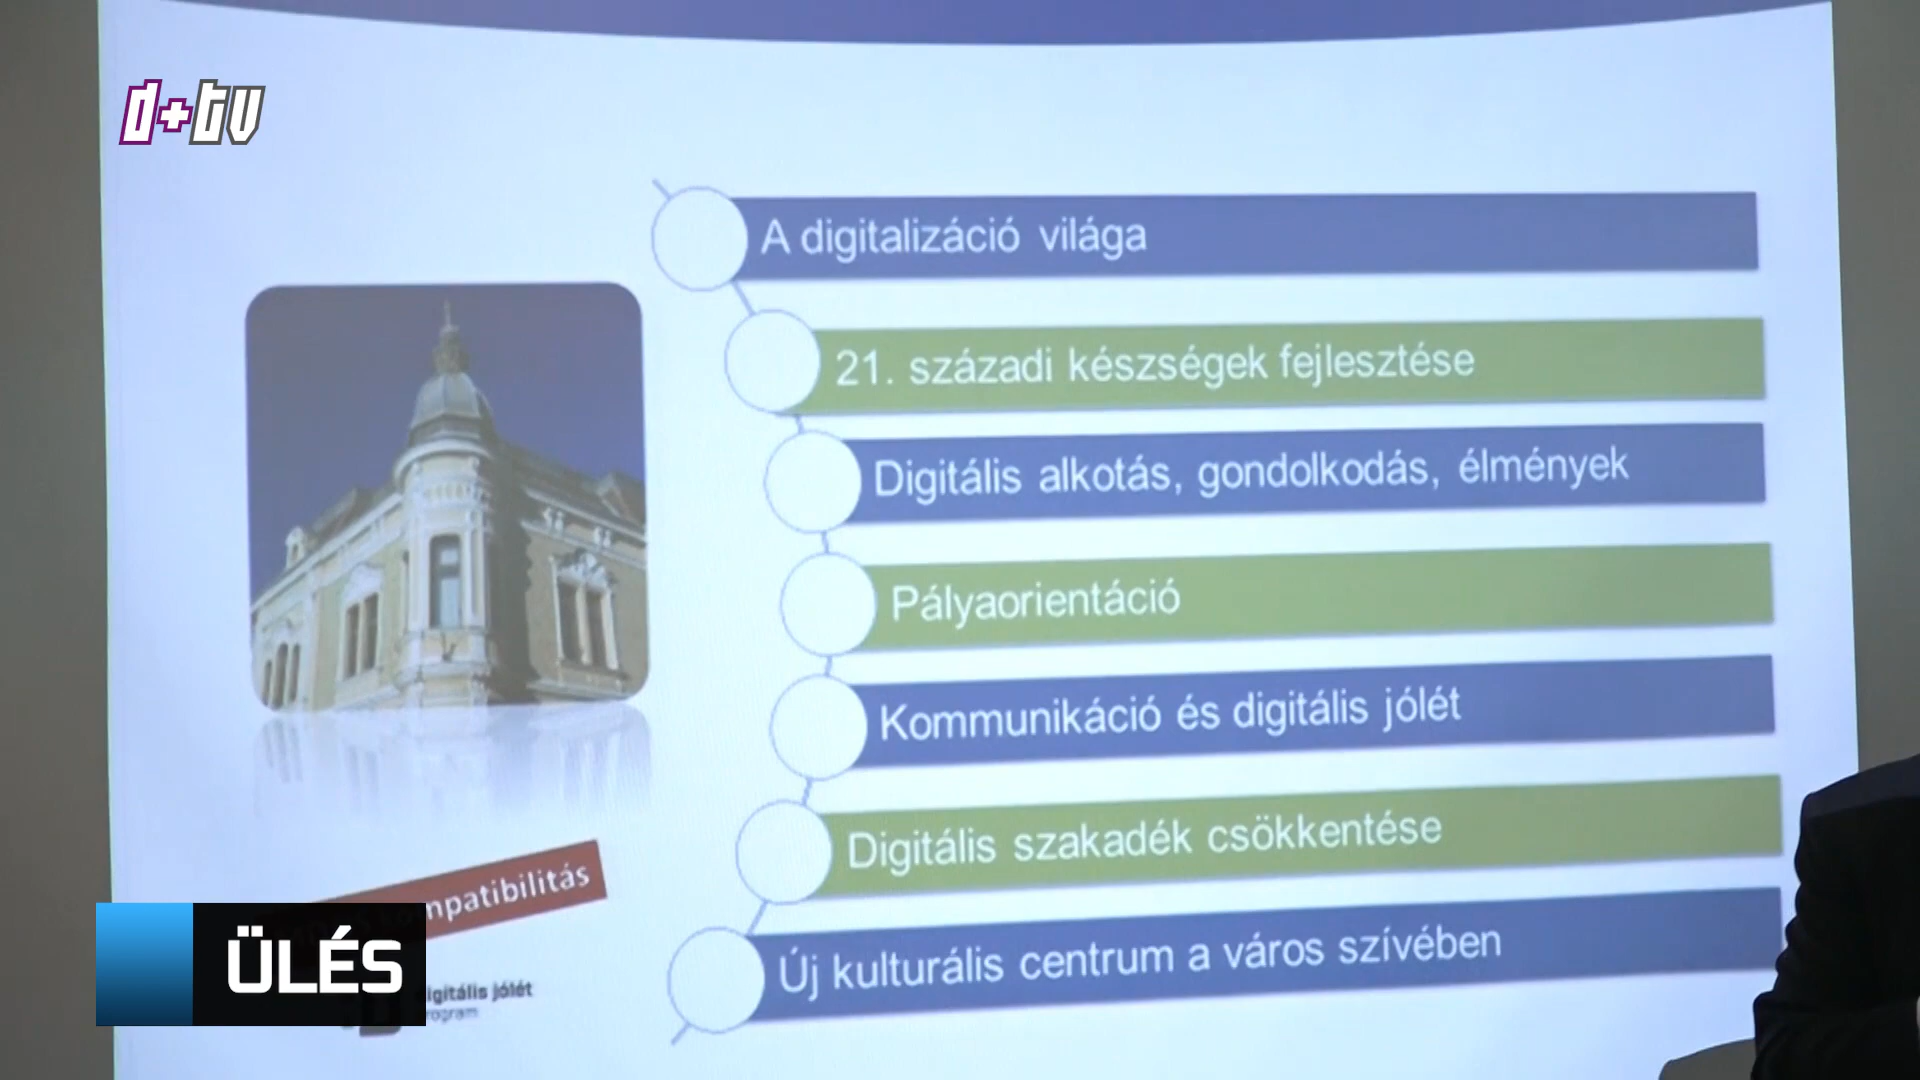 d+tv
A digitalizáció világa
21. századi készségek fejlesztése
Digitális alkotás, gondolkodás, élmények
Pályaorientáció
Kommunikáció és digitális jólét
Digitális szakadék csökkentése
Új kulturális centrum a város szívében
ÜLÉS
jólét